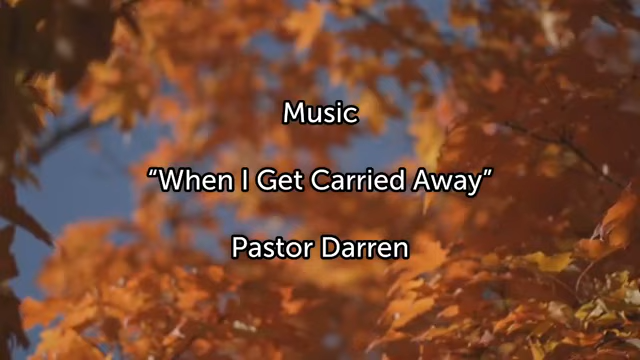 Music
“When I Get Carried Away”
Pastor Darren